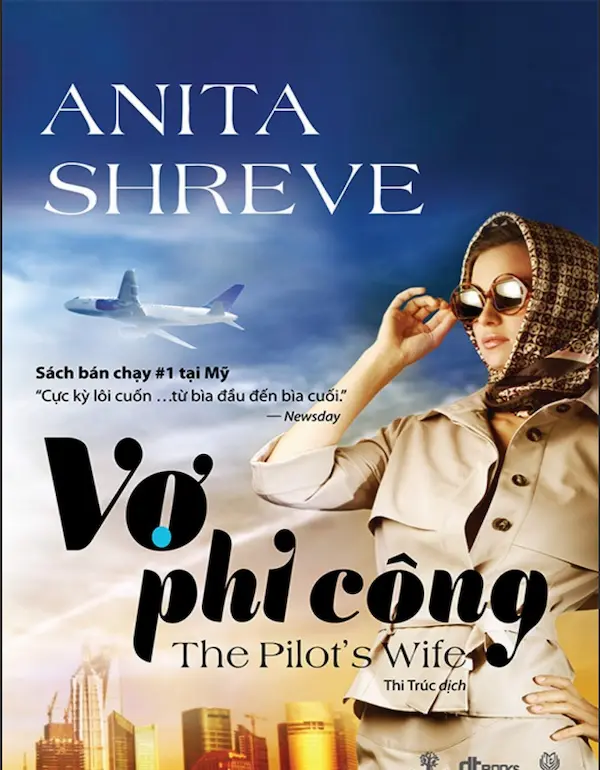 ANITA
SHREVE
Sách bán chạy #1 tại Mỹ
“Cực kỳ lôi cuốn ...từ bìa đầu đến bìa cuối.”
— Newsday
Vợ
phi công
The Pilot's Wife
Thi Trúc dịch
dtBOOKS